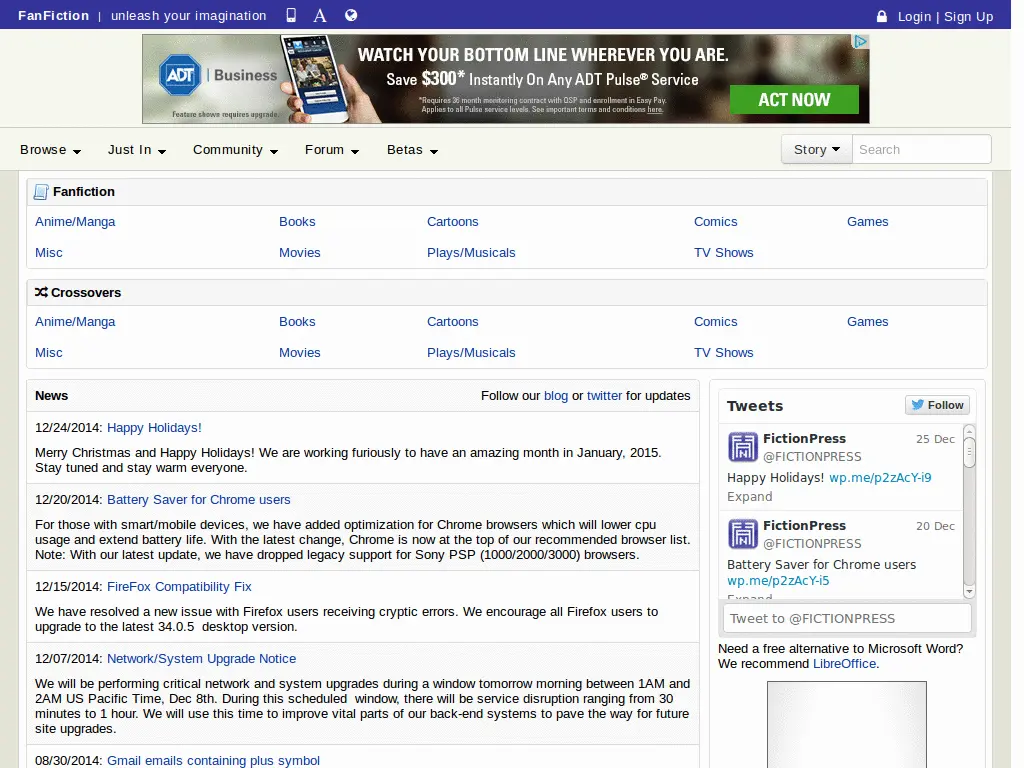 FanFiction | unleash your imagination A Login | Sign Up
ADT | Business
Feature shown requires upgrade.
WATCH YOUR BOTTOM LINE WHEREVER YOU ARE.
Save $300* Instantly On Any ADT Pulse® Service
*Requires 36 month monitoring contract with DSP and enrollment in Easy Pay.
Applies to all Pulse service levels. See important terms and conditions here.
ACT NOW
Browse Just In Community Forum Betas Story Search
Fanfiction
Anime/Manga Books Cartoons Comics Games
Misc Movies Plays/Musicals TV Shows
Crossovers
Anime/Manga Books Cartoons Comics Games
Misc Movies Plays/Musicals TV Shows
News Follow our blog or twitter for updates
12/24/2014: Happy Holidays!
Merry Christmas and Happy Holidays! We are working furiously to have an amazing month in January, 2015.
Stay tuned and stay warm everyone.
12/20/2014: Battery Saver for Chrome users
For those with smart/mobile devices, we have added optimization for Chrome browsers which will lower cpu
usage and extend battery life. With the latest change, Chrome is now at the top of our recommended browser list.
Note: With our latest update, we have dropped legacy support for Sony PSP (1000/2000/3000) browsers.
12/15/2014: FireFox Compatibility Fix
We have resolved a new issue with Firefox users receiving cryptic errors. We encourage all Firefox users to
upgrade to the latest 34.0.5 desktop version.
12/07/2014: Network/System Upgrade Notice
We will be performing critical network and system upgrades during a window tomorrow morning between 1AM and
2AM US Pacific Time, Dec 8th. During this scheduled window, there will be service disruption ranging from 30
minutes to 1 hour. We will use this time to improve vital parts of our back-end systems to pave the way for future
site upgrades.
08/30/2014: Gmail emails containing plus symbol
Tweets Follow
FictionPress 25 Dec
@FICTIONPRESS
Happy Holidays! wp.me/p2zAcY-i9
Expand
FictionPress 20 Dec
@FICTIONPRESS
Battery Saver for Chrome users
wp.me/p2zAcY-i5
Expand
Tweet to @FICTIONPRESS
Need a free alternative to Microsoft Word?
We recommend LibreOffice.